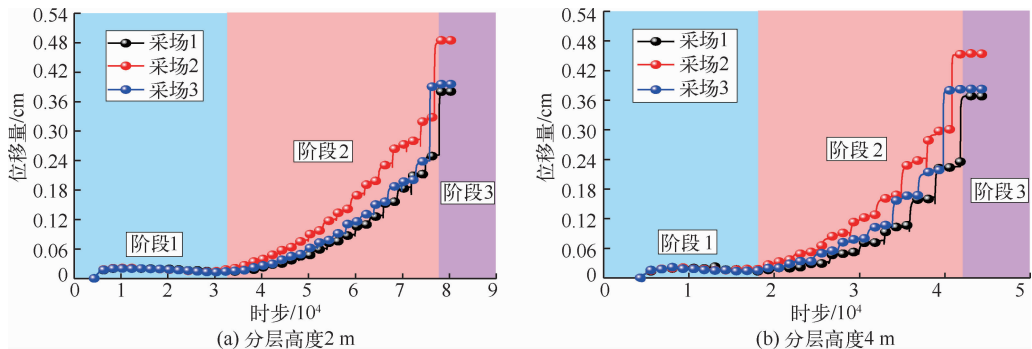 0.54
0.48
0.42
0.36
0.30
0.24
0.18
0.12
0.06
0
位移量/cm
采场1
采场2
采场3
阶段1
阶段2
阶段3
0 1 2 3 4 5 6 7 8 9
时步/10⁴
(a) 分层高度2 m
0.54
0.48
0.42
0.36
0.30
0.24
0.18
0.12
0.06
0
位移量/cm
采场1
采场2
采场3
阶段1
阶段2
阶段3
0 1 2 3 4 5
时步/10⁴
(b) 分层高度4 m